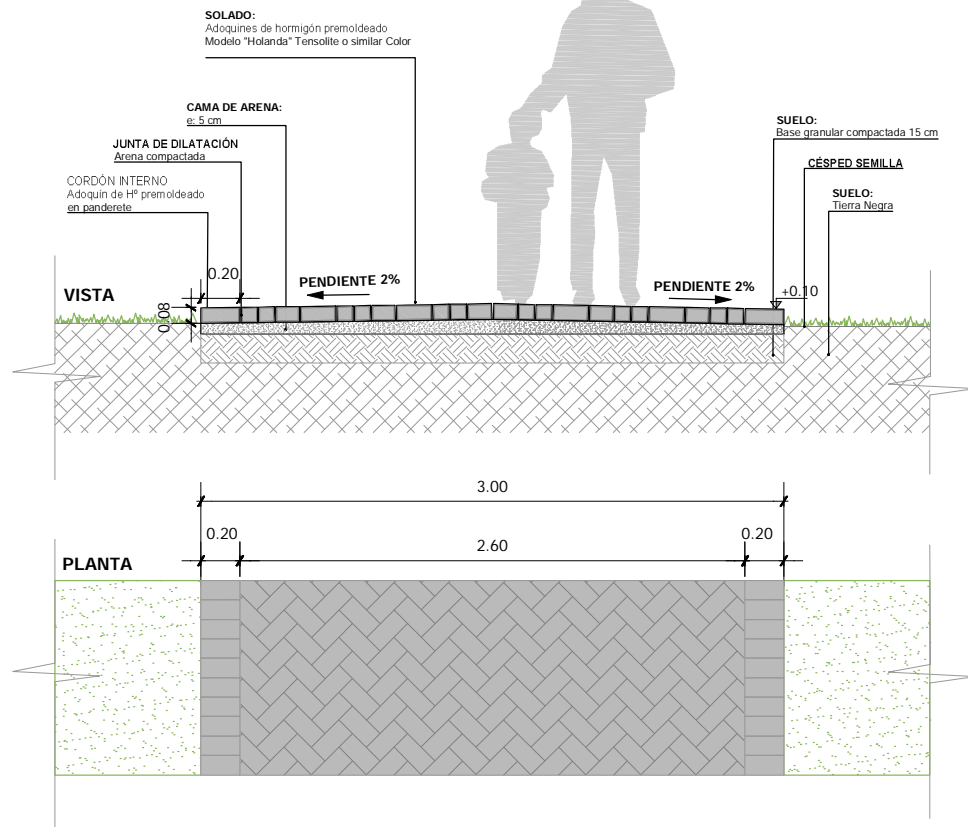 SOLADO:
Adoquines de hormigón premoldeado
Modelo "Holanda" Tensolite o similar Color
CAMA DE ARENA:
e: 5 cm
JUNTA DE DILATACIÓN
Arena compactada
CORDÓN INTERNO
Adoquín de Hº premoldeado
en panderete
SUELO:
Base granular compactada 15 cm
CÉSPED SEMILLA
SUELO:
Tierra Negra
VISTA
0.20
0.08
PENDIENTE 2%
PENDIENTE 2%
+0.10
3.00
0.20
2.60
0.20
PLANTA